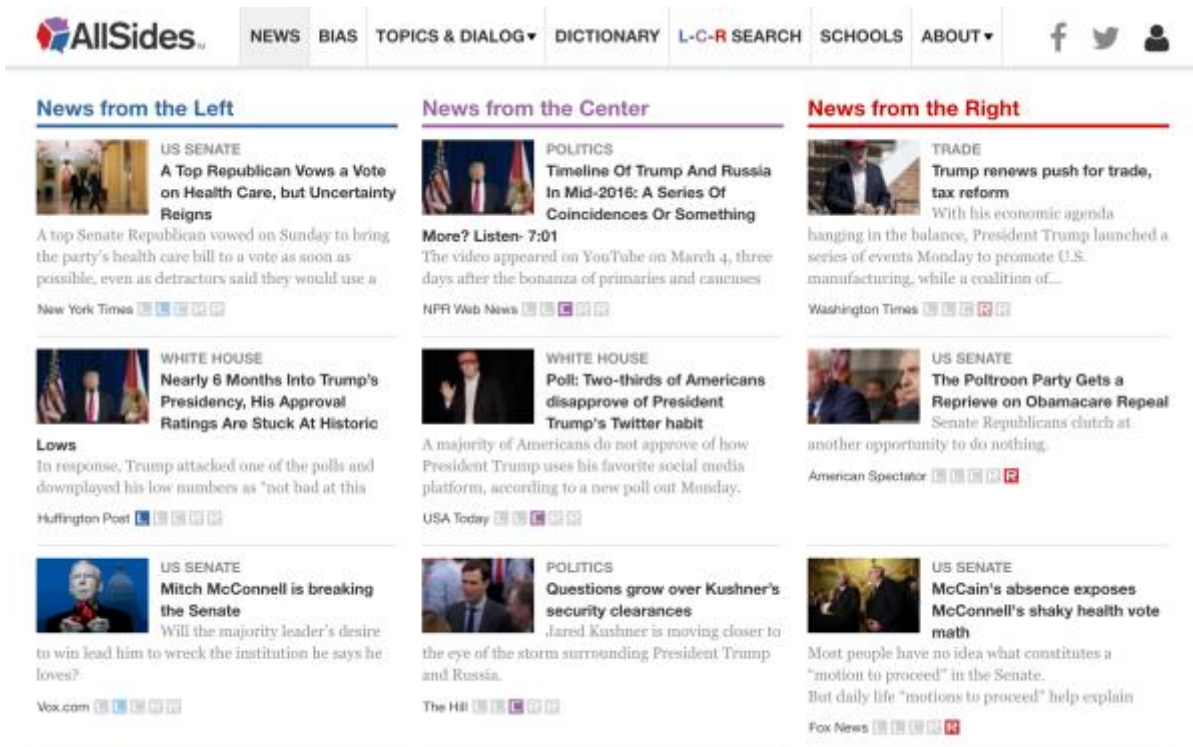 AllSides
NEWS BIAS TOPICS & DIALOG▾ DICTIONARY L-C-R SEARCH SCHOOLS ABOUT▾
News from the Left
US SENATE
A Top Republican Vows a Vote
on Health Care, but Uncertainty
Reigns
A top Senate Republican vowed on Sunday to bring
the party's health care bill to a vote as soon as
possible, even as detractors said they would use a
New York Times L L C R R
WHITE HOUSE
Nearly 6 Months Into Trump's
Presidency, His Approval
Ratings Are Stuck At Historic
Lows
In response, Trump attacked one of the polls and
downplayed his low numbers as "not bad at this
Huffington Post L L C R R
US SENATE
Mitch McConnell is breaking
the Senate
Will the majority leader's desire
to win lead him to wreck the institution he says he
loves?
Vox.com L L C R R
News from the Center
POLITICS
Timeline Of Trump And Russia
In Mid-2016: A Series Of
Coincidences Or Something
More? Listen· 7:01
The video appeared on YouTube on March 4, three
days after the bonanza of primaries and caucuses
NPR Web News L L C R R
WHITE HOUSE
Poll: Two-thirds of Americans
disapprove of President
Trump's Twitter habit
A majority of Americans do not approve of how
President Trump uses his favorite social media
platform, according to a new poll out Monday.
USA Today L L C R R
POLITICS
Questions grow over Kushner's
security clearances
Jared Kushner is moving closer to
the eye of the storm surrounding President Trump
and Russia.
The Hill L L C R R
News from the Right
TRADE
Trump renews push for trade,
tax reform
With his economic agenda
hanging in the balance, President Trump launched a
series of events Monday to promote U.S.
manufacturing, while a coalition of...
Washington Times L L C R R
US SENATE
The Poltroon Party Gets a
Reprieve on Obamacare Repeal
Senate Republicans clutch at
another opportunity to do nothing.
American Spectator L L C R R
US SENATE
McCain's absence exposes
McConnell's shaky health vote
math
Most people have no idea what constitutes a
"motion to proceed" in the Senate.
But daily life "motions to proceed" help explain
Fox News L L C R R